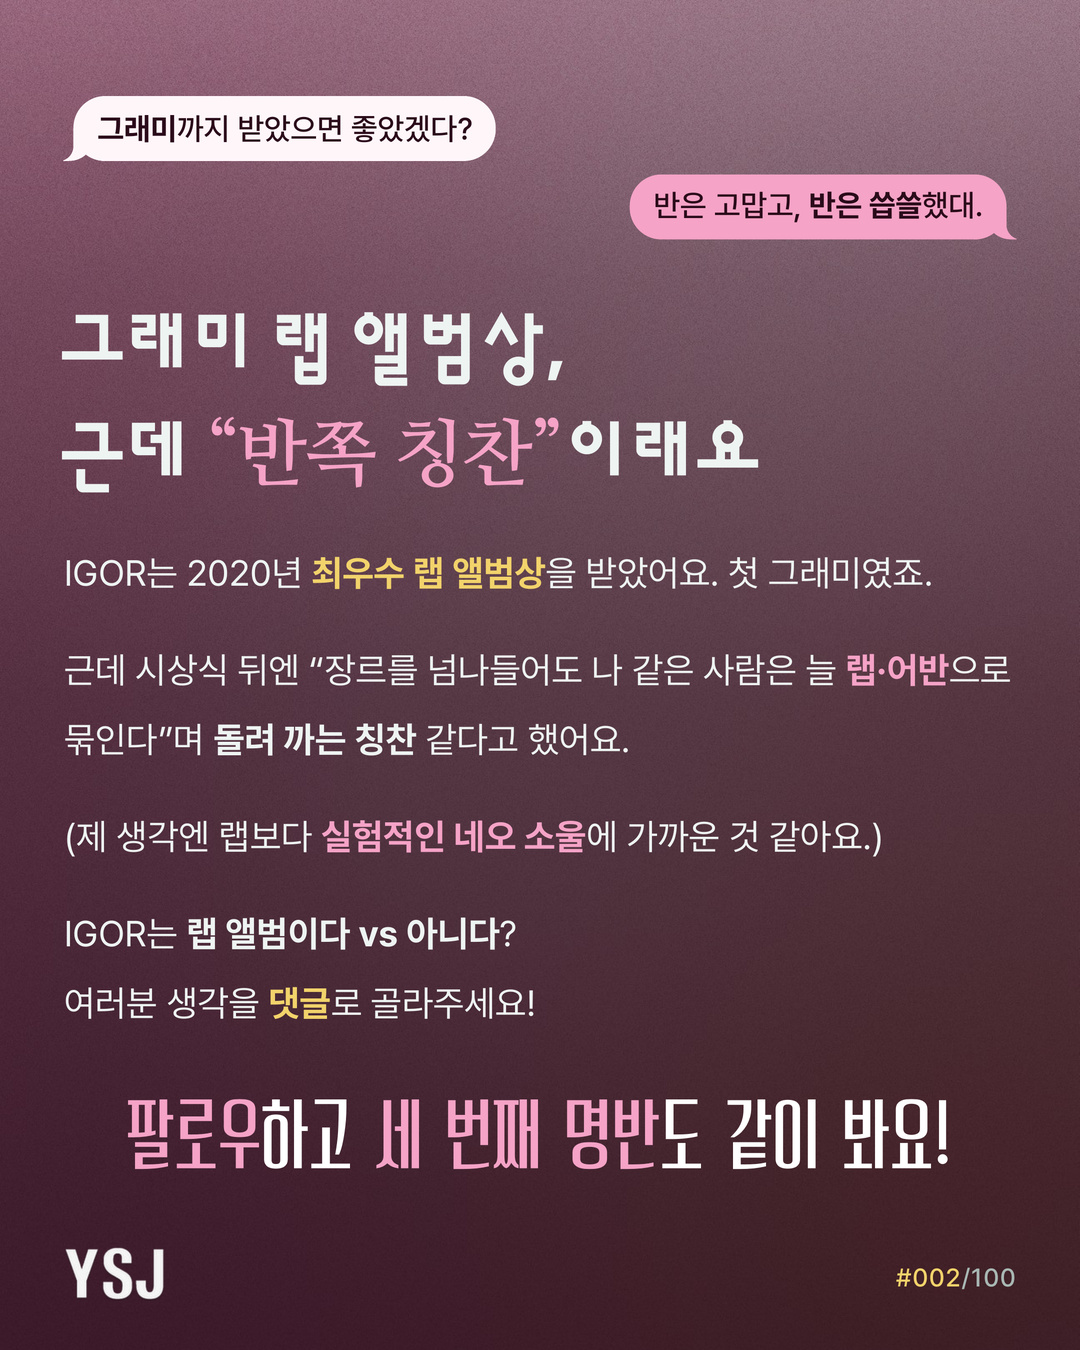 그래미까지 받았으면 좋았겠다?
반은 고맙고, 반은 씁쓸했대.
그래미 랩 앨범상,
근데 “반쪽 칭찬”이래요
IGOR는 2020년 최우수 랩 앨범상을 받았어요. 첫 그래미였죠.
근데 시상식 뒤엔 “장르를 넘나들어도 나 같은 사람은 늘 랩·어반으로
묶인다”며 돌려 까는 칭찬 같다고 했어요.
(제 생각엔 랩보다 실험적인 네오 소울에 가까운 것 같아요.)
IGOR는 랩 앨범이다 vs 아니다?
여러분 생각을 댓글로 골라주세요!
팔로우하고 세 번째 명반도 같이 봐요!
YSJ
#002/100